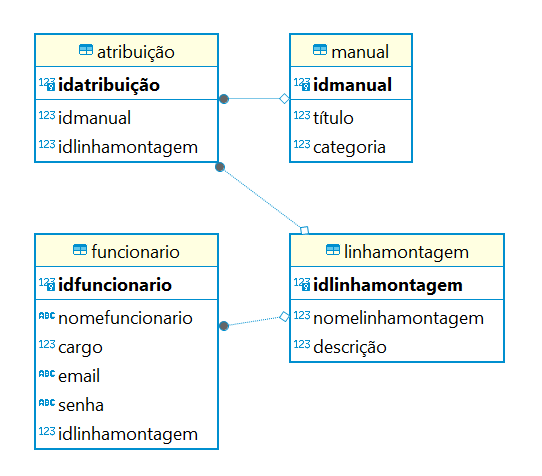 atribuição
123 idatribuição
123 idmanual
123 idlinhamontagem
manual
123 idmanual
123 título
123 categoria
funcionario
123 idfuncionario
ABC nomefuncionario
123 cargo
ABC email
ABC senha
123 idlinhamontagem
linhamontagem
123 idlinhamontagem
123 nomelinhamontagem
123 descrição